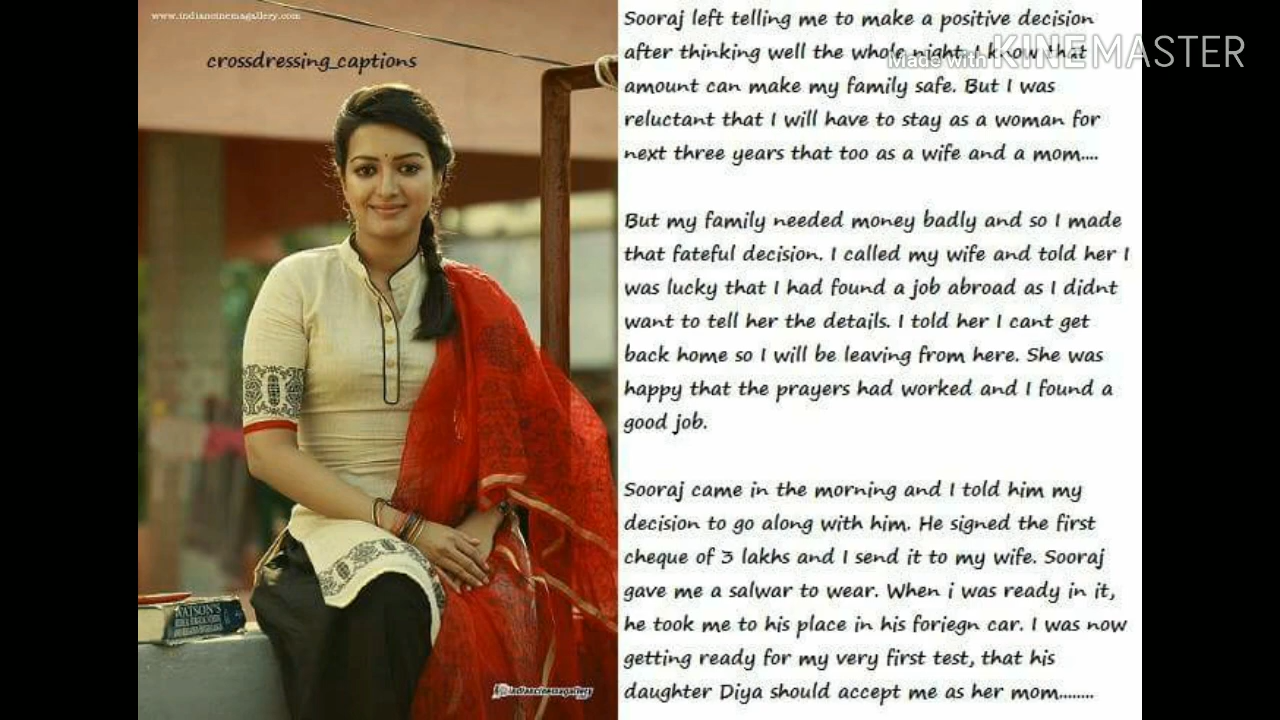 www.indiancinemagallery.com
crossdressing_captions
Made with KINEMASTER
Sooraj left telling me to make a positive decision
after thinking well the whole night. I know that
amount can make my family safe. But I was
reluctant that I will have to stay as a woman for
next three years that too as a wife and a mom....
But my family needed money badly and so I made
that fateful decision. I called my wife and told her I
was lucky that I had found a job abroad as I didnt
want to tell her the details. I told her I cant get
back home so I will be leaving from here. She was
happy that the prayers had worked and I found a
good job.
Sooraj came in the morning and I told him my
decision to go along with him. He signed the first
cheque of 3 lakhs and I send it to my wife. Sooraj
gave me a salwar to wear. When i was ready in it,
he took me to his place in his foriegn car. I was now
getting ready for my very first test, that his
daughter Diya should accept me as her mom........
WATSON'S
indiancinemagallery